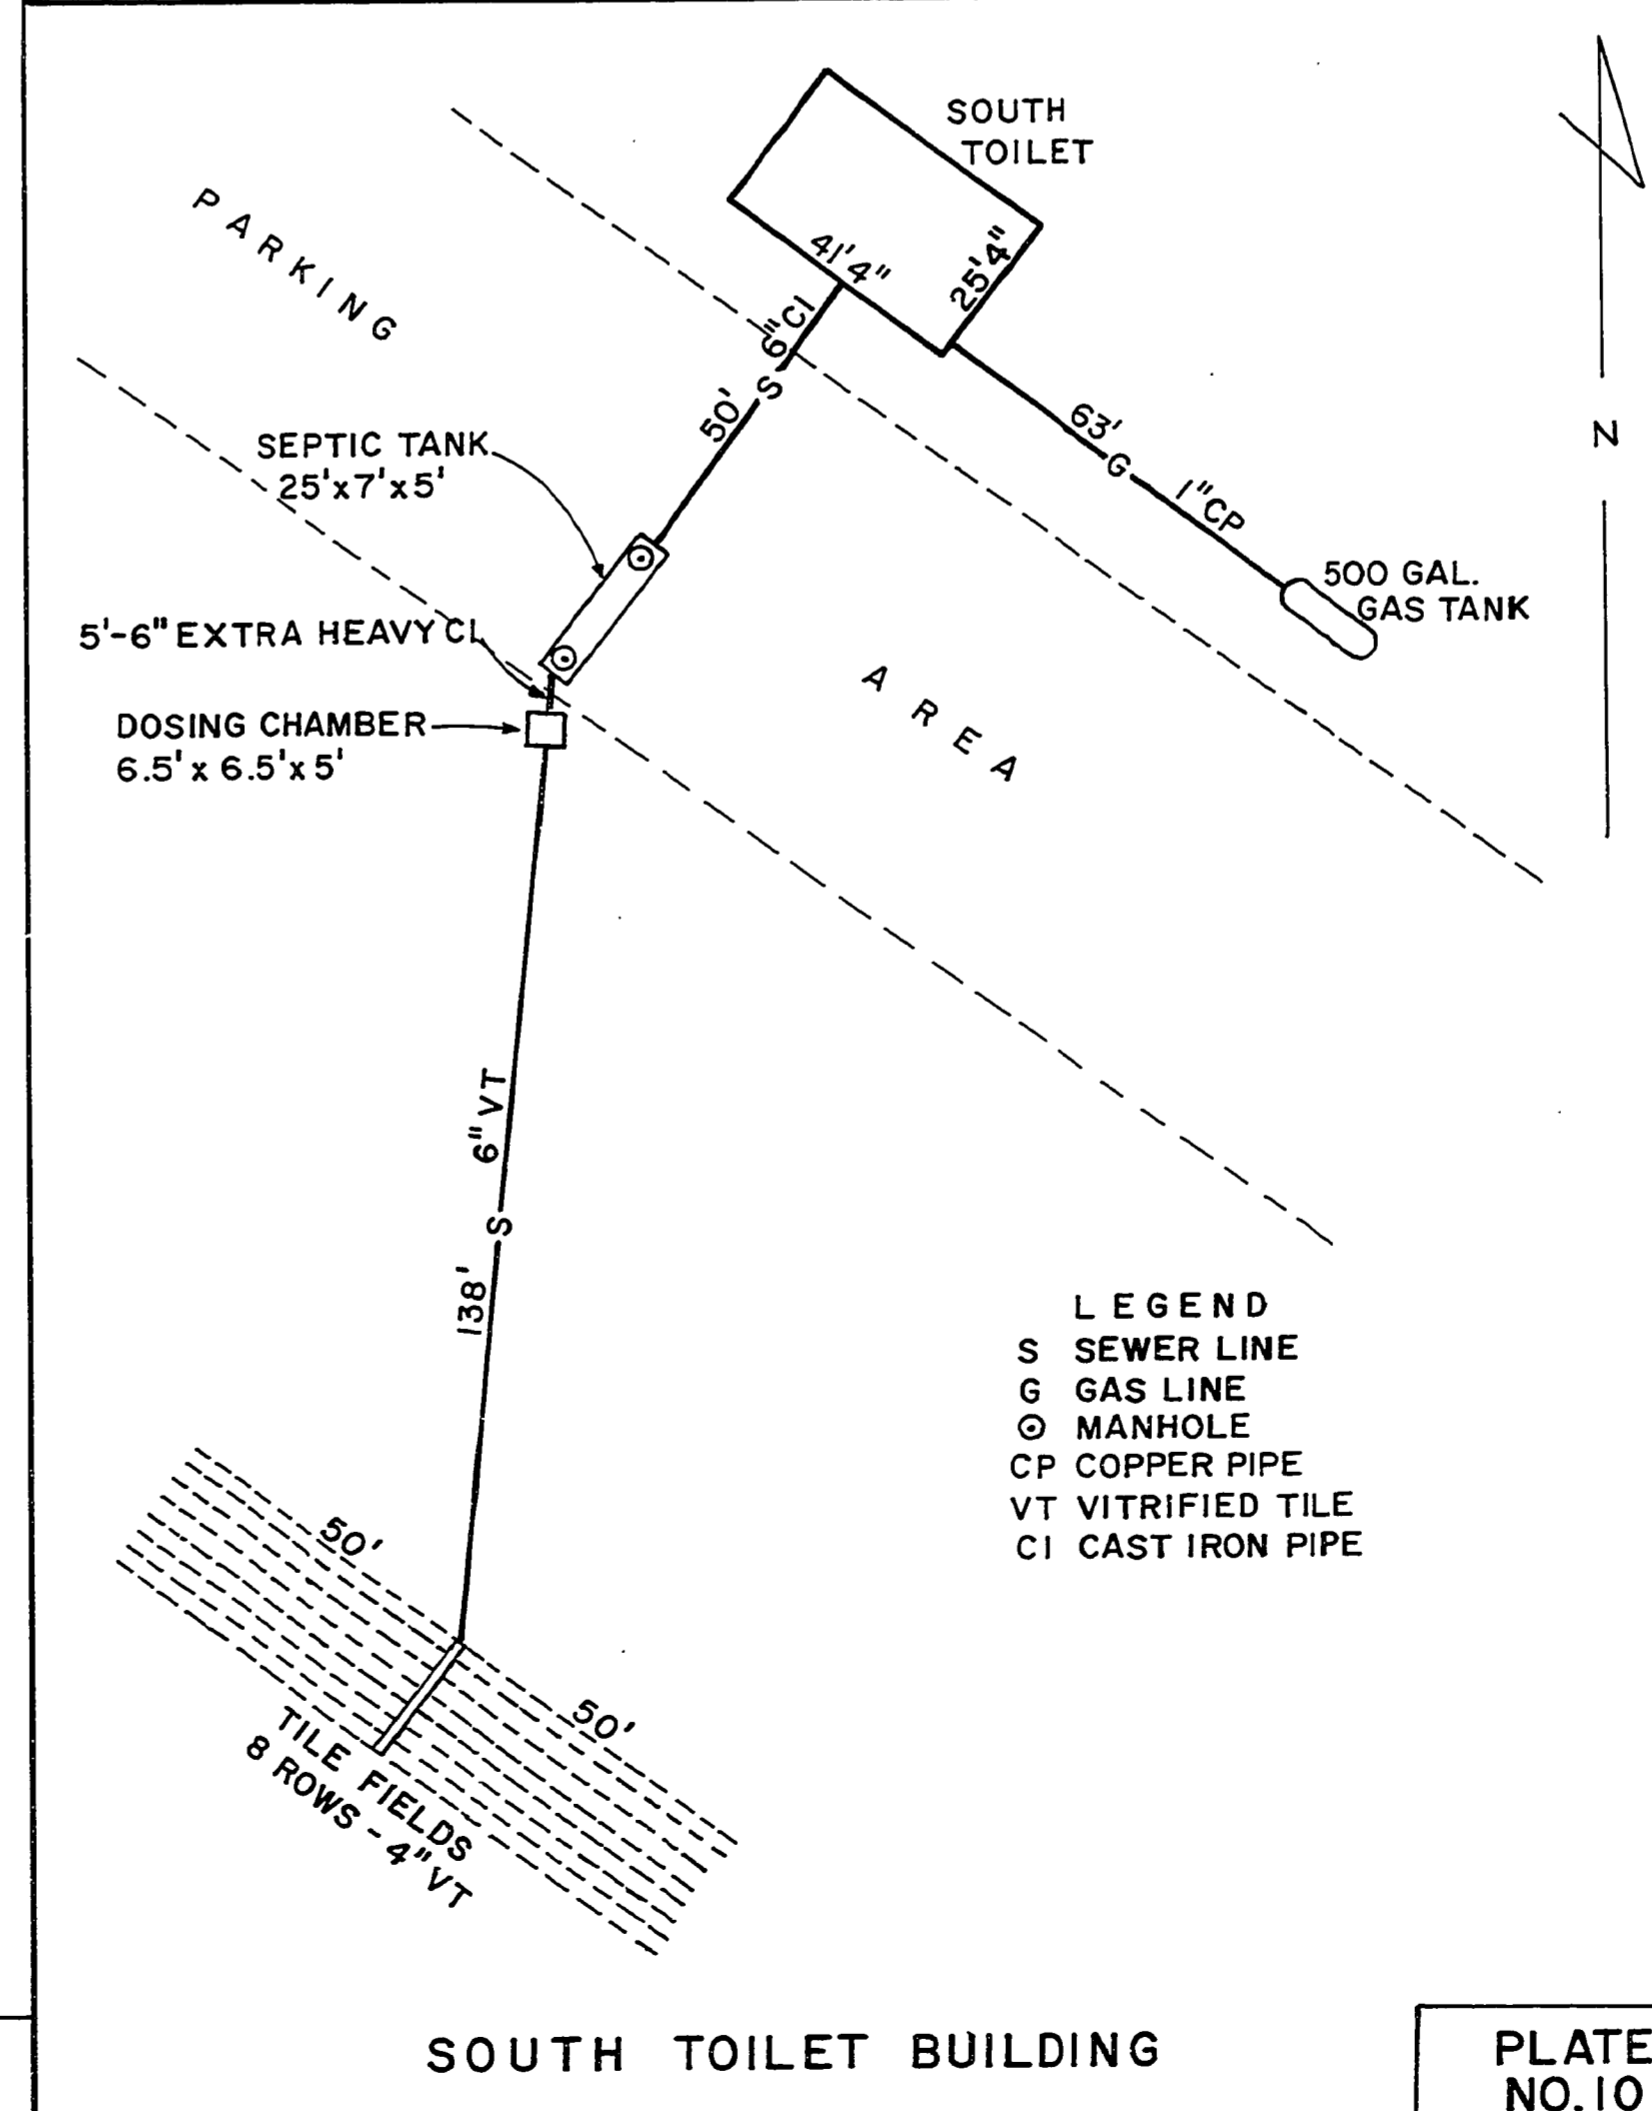 SOUTH
TOILET
PARKING
41'4"
25'4"
6"CI
S
50'
63'
G
1"CP
SEPTIC TANK
25'x7'x5'
N
500 GAL.
GAS TANK
5'-6" EXTRA HEAVY CI
AREA
DOSING CHAMBER
6.5'x 6.5'x 5'
6" VT
S
138'
LEGEND
S SEWER LINE
G GAS LINE
MANHOLE
CP COPPER PIPE
VT VITRIFIED TILE
CI CAST IRON PIPE
50'
50'
TILE FIELDS
8 ROWS - 4" VT
SOUTH TOILET BUILDING
PLATE
NO. 10